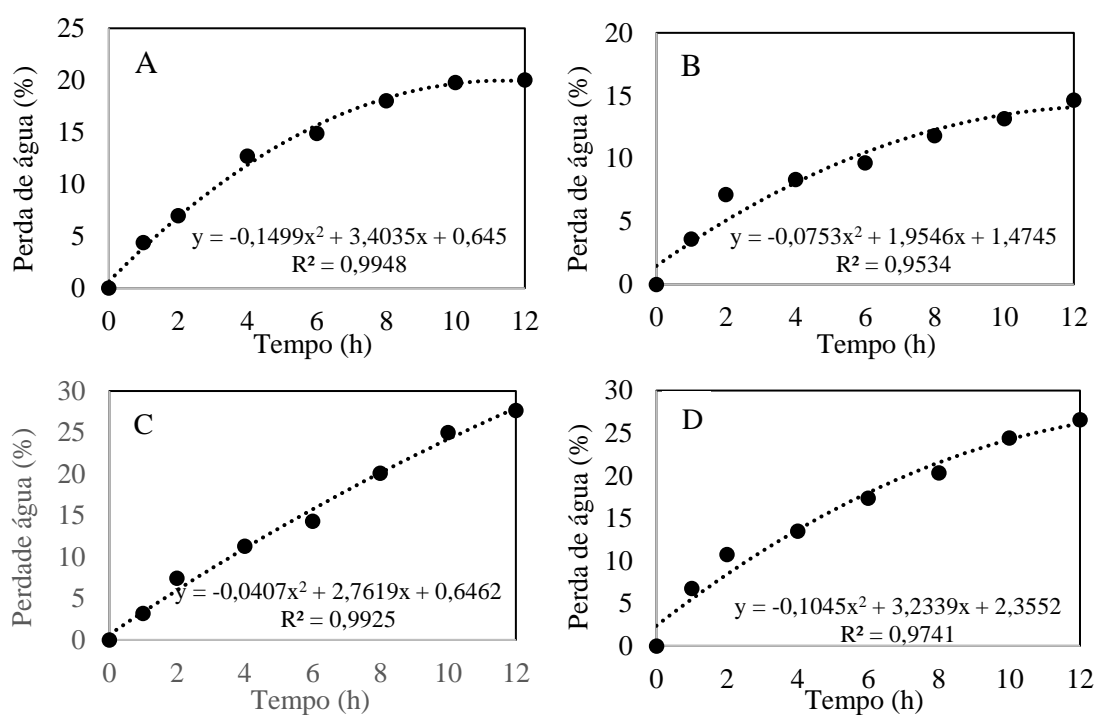 A
Perda de água (%)
25
20
15
10
5
0
y = -0,1499x² + 3,4035x + 0,645
R² = 0,9948
0 2 4 6 8 10 12
Tempo (h)
B
Perda de água (%)
20
15
10
5
0
y = -0,0753x² + 1,9546x + 1,4745
R² = 0,9534
0 2 4 6 8 10 12
Tempo (h)
C
Perdade água (%)
30
25
20
15
10
5
0
y = -0,0407x² + 2,7619x + 0,6462
R² = 0,9925
0 2 4 6 8 10 12
Tempo (h)
D
Perda de água (%)
30
25
20
15
10
5
0
y = -0,1045x² + 3,2339x + 2,3552
R² = 0,9741
0 2 4 6 8 10 12
Tempo (h)